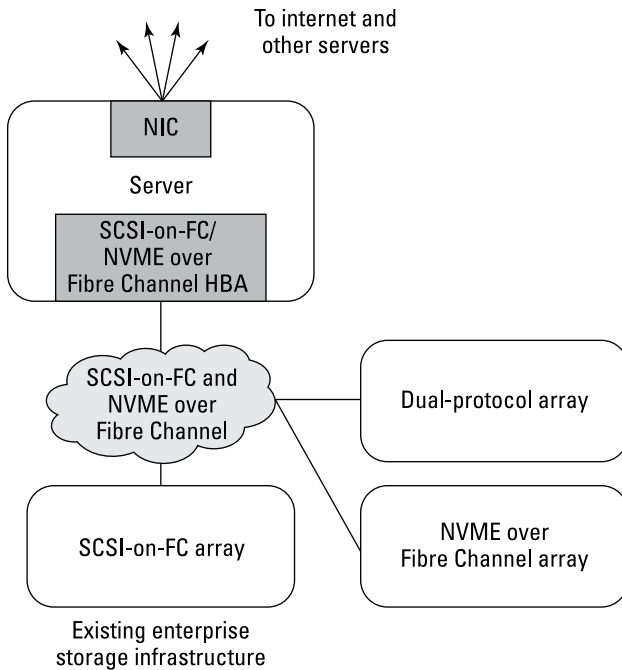 To internet and
other servers
NIC
Server
SCSI-on-FC/
NVME over
Fibre Channel HBA
SCSI-on-FC and
NVME over
Fibre Channel
Dual-protocol array
SCSI-on-FC array
NVME over
Fibre Channel array
Existing enterprise
storage infrastructure